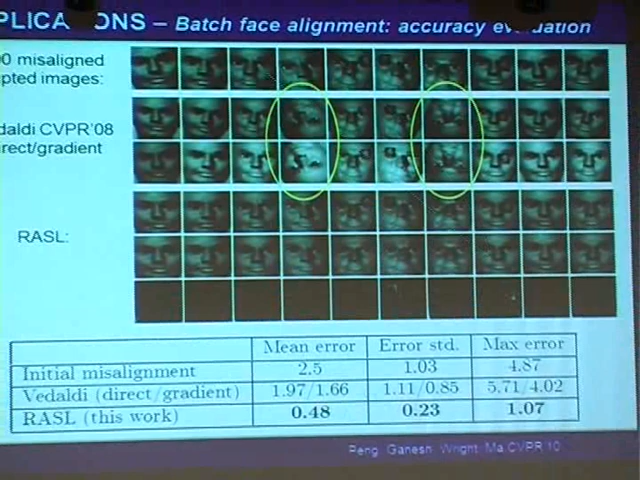 PLICA ONS – Batch face alignment: accuracy ev uation
0 misaligned
pted images:
edaldi CVPR'08
irect/gradient
RASL:
Mean error Error std. Max error
Initial misalignment 2.5 1.03 4.87
Vedaldi (direct/gradient) 1.97/1.66 1.11/0.85 5.71/4.02
RASL (this work) 0.48 0.23 1.07
Peng Ganesh Wright Ma CVPR 10